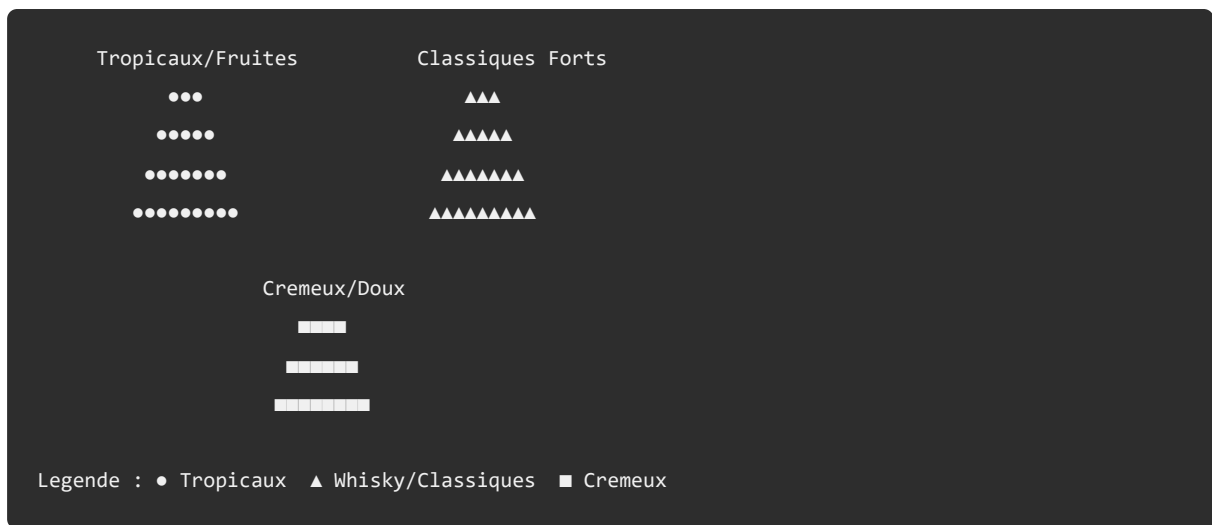 Tropicaux/Fruites Classiques Forts
●●● ▲▲▲
●●●●● ▲▲▲▲▲
●●●●●●● ▲▲▲▲▲▲▲
●●●●●●●●● ▲▲▲▲▲▲▲▲▲
Cremeux/Doux
■■■■
■■■■■■
■■■■■■■■
Legende : ● Tropicaux ▲ Whisky/Classiques ■ Cremeux